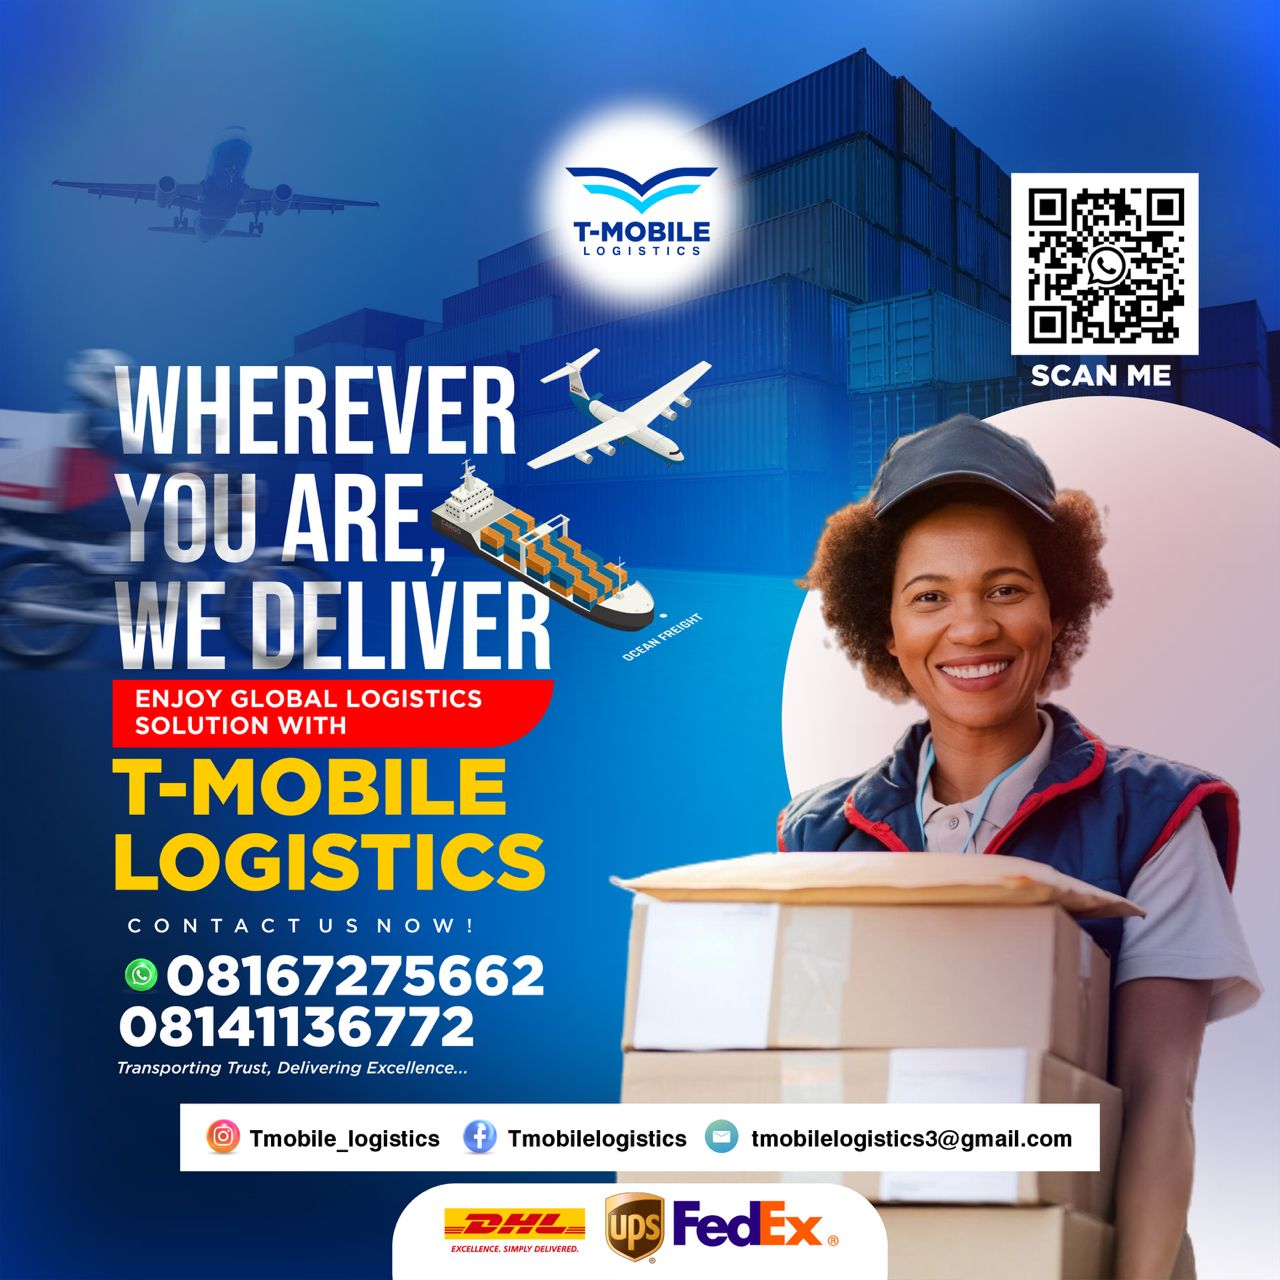 T-MOBILE
LOGISTICS
SCAN ME
WHEREVER
YOU ARE,
WE DELIVER
CARGO
OCEAN FREIGHT
ENJOY GLOBAL LOGISTICS
SOLUTION WITH
T-MOBILE
LOGISTICS
CONTACT US NOW!
08167275662
08141136772
Transporting Trust, Delivering Excellence...
Tmobile_logistics Tmobilelogistics tmobilelogistics3@gmail.com
DHL
EXCELLENCE. SIMPLY DELIVERED.
ups
®
FedEx®